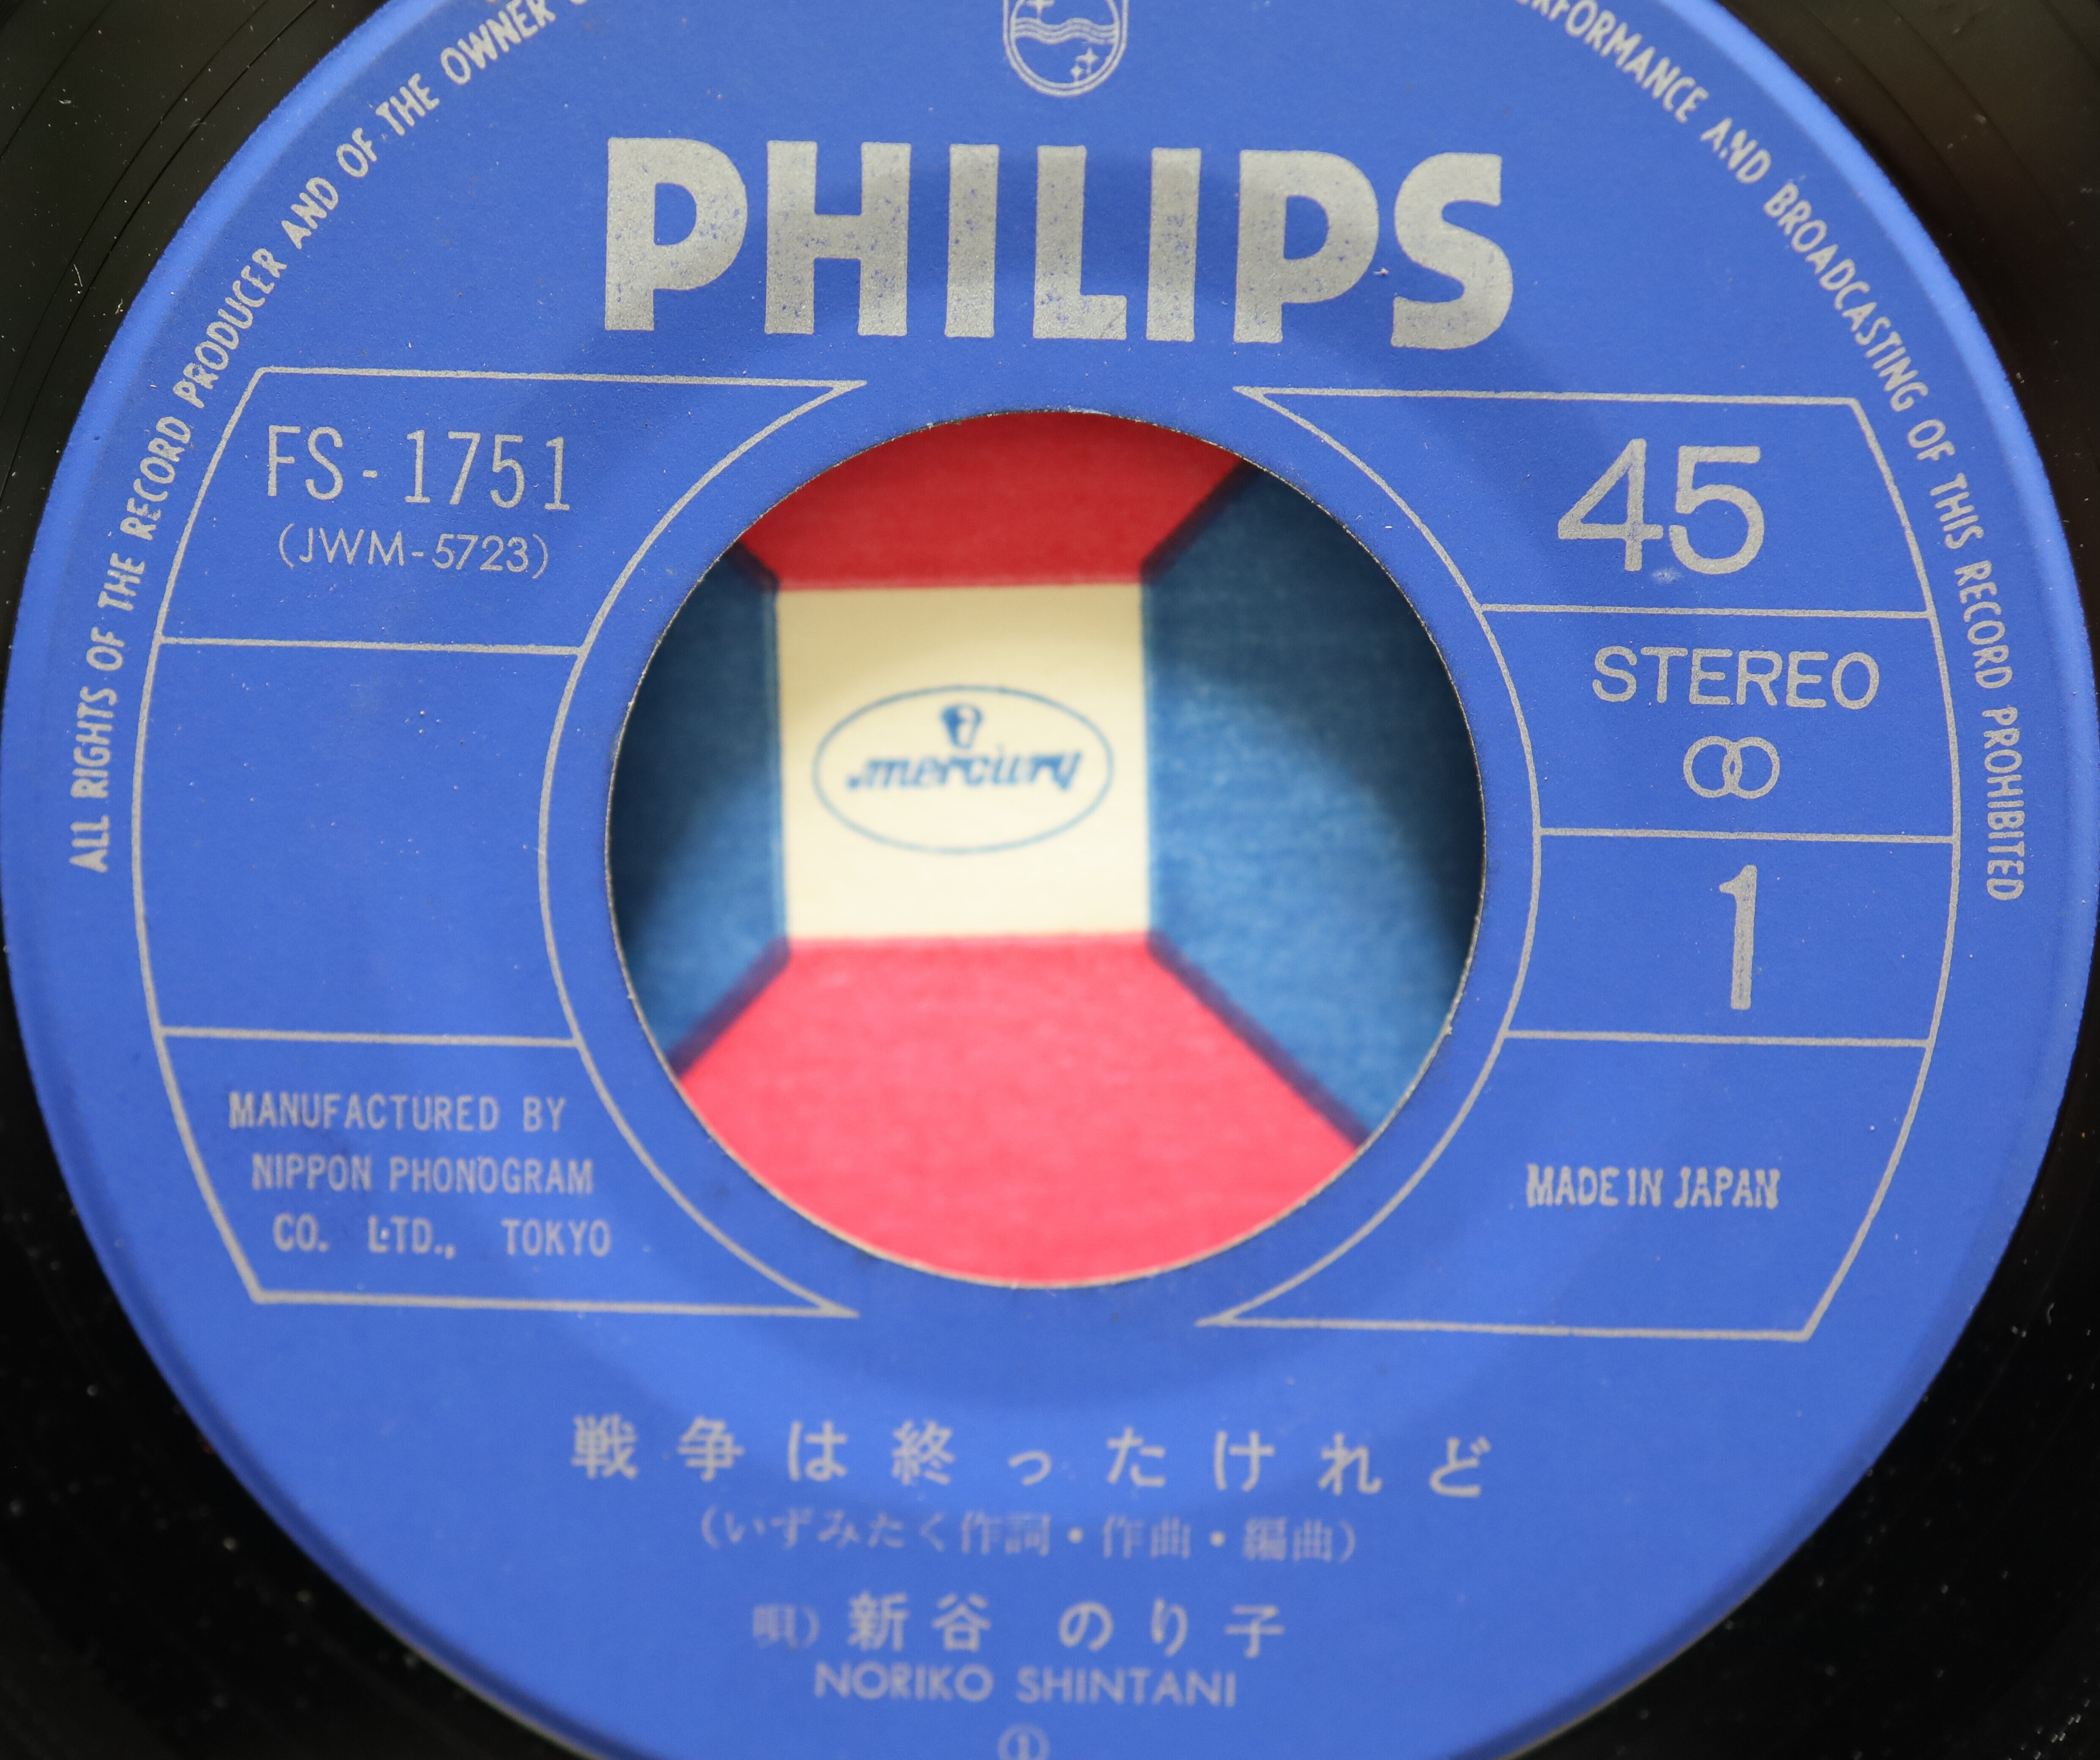 ALL RIGHTS OF THE RECORD PRODUCER AND OF THE OWNER
RFORMANCE AND BROADCASTING OF THIS RECORD PROHIBITED
PHILIPS
FS-1751
(JWM-5723)
45
STEREO
1
mercury
MANUFACTURED BY
NIPPON PHONOGRAM
CO. LTD., TOKYO
MADE IN JAPAN
戦争は終ったけれど
(いずみたく作詞・作曲・編曲)
唄)新谷 のり子
NORIKO SHINTANI
①